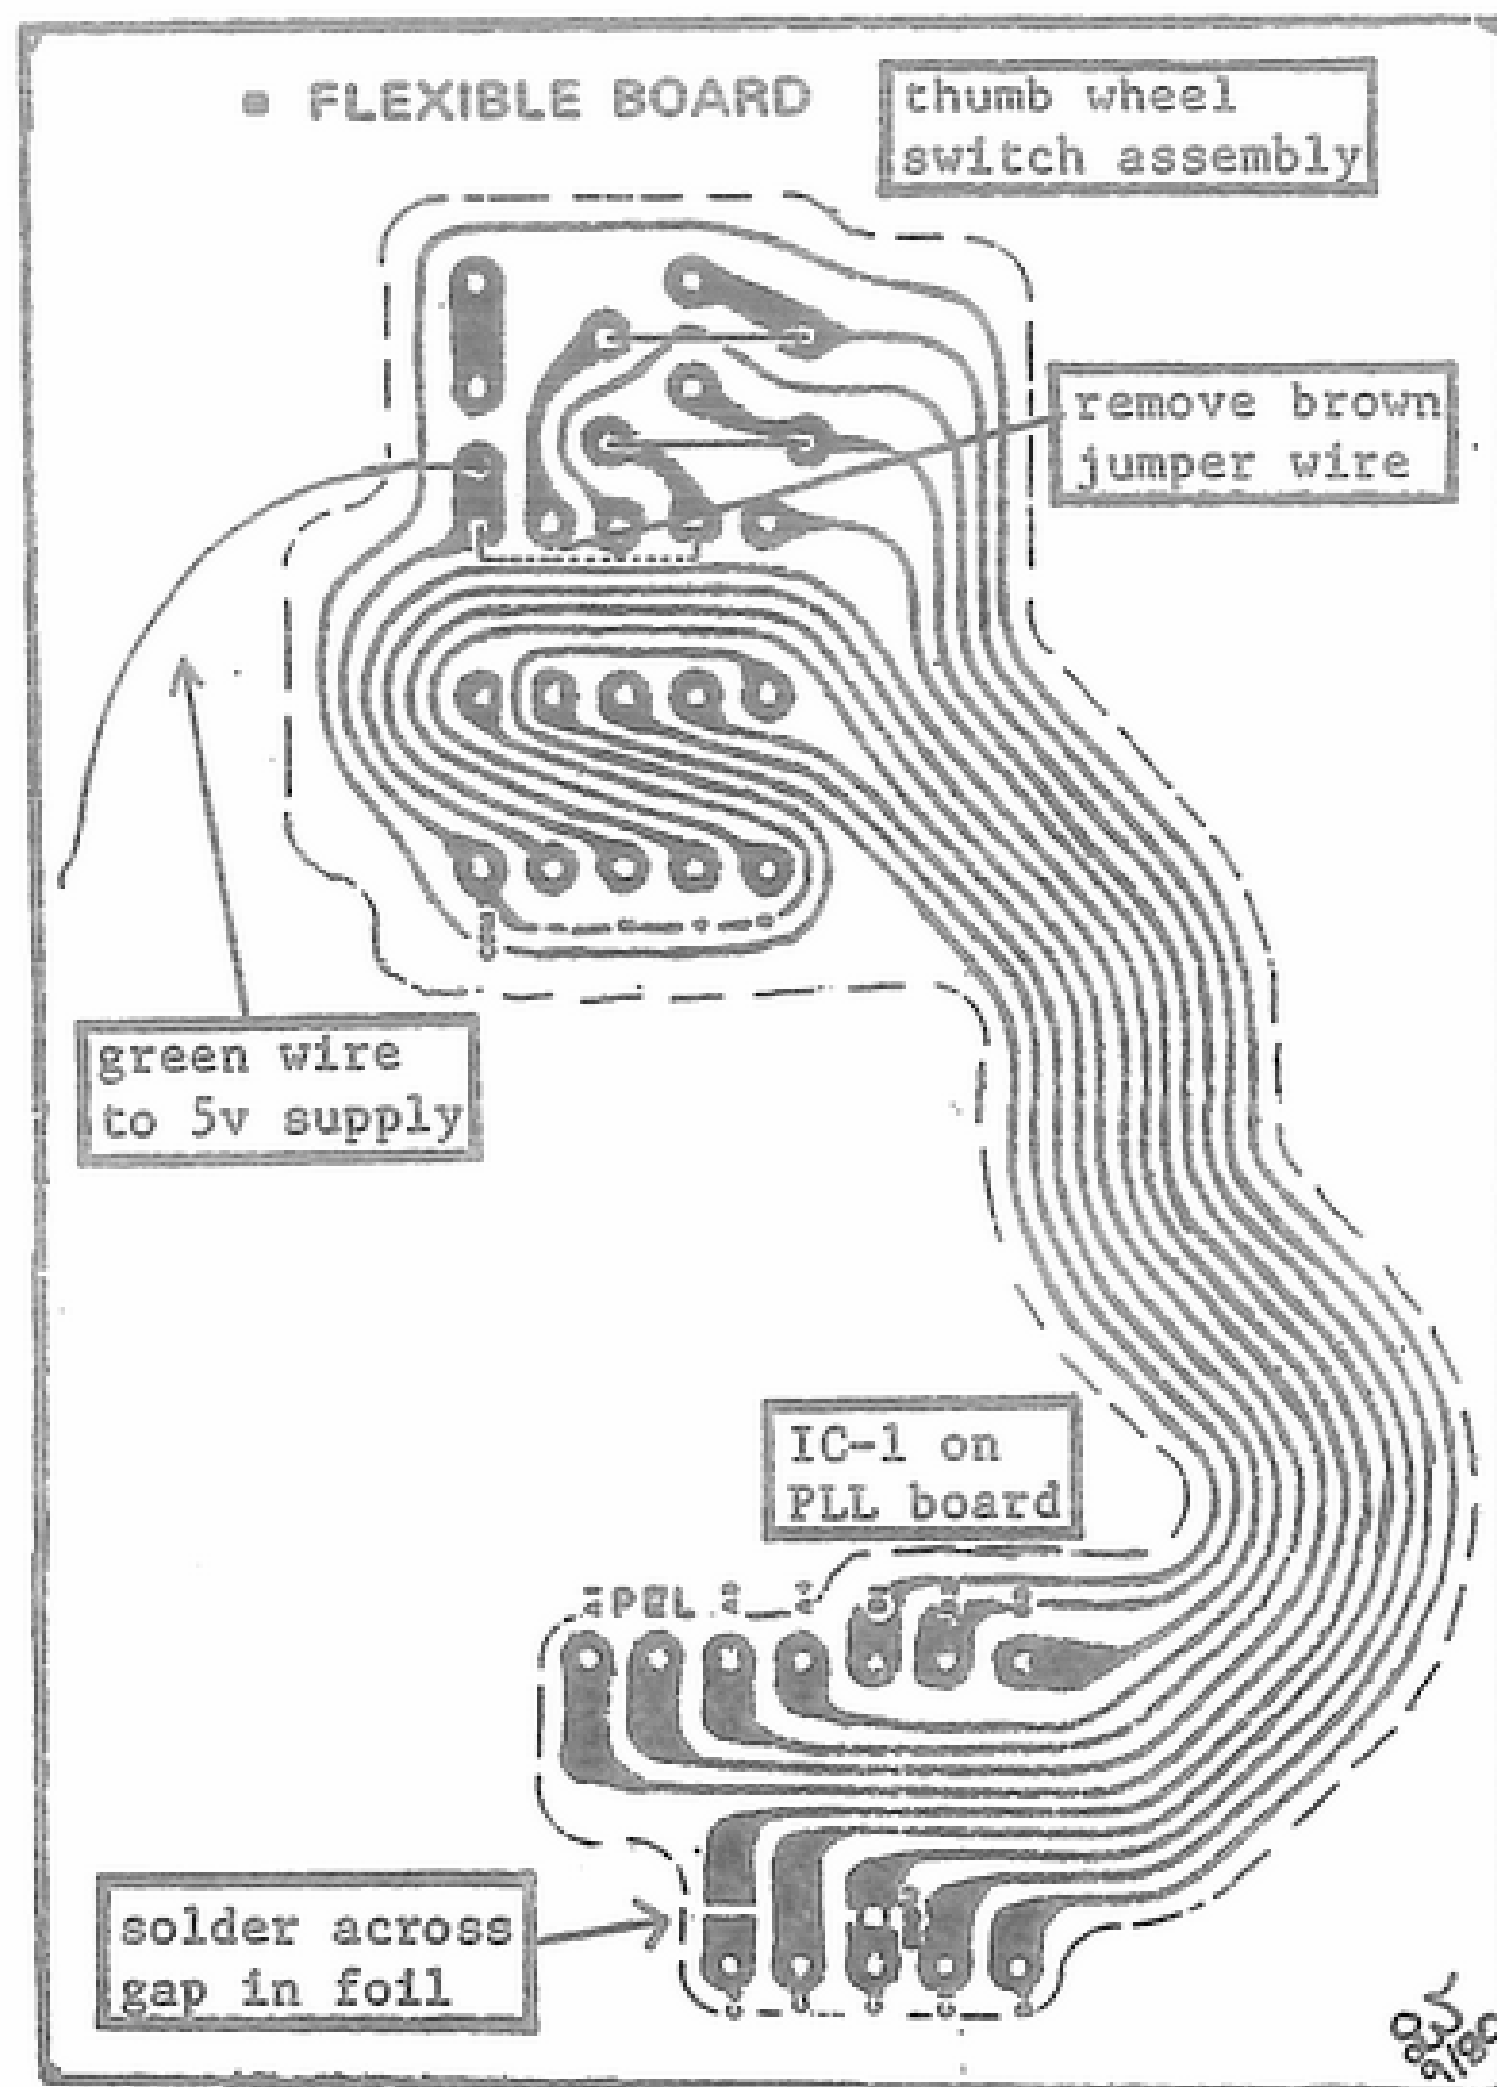 FLEXIBLE BOARD
thumb wheel
switch assembly
remove brown
jumper wire
green wire
to 5v supply
IC-1 on
PLL board
solder across
gap in foil